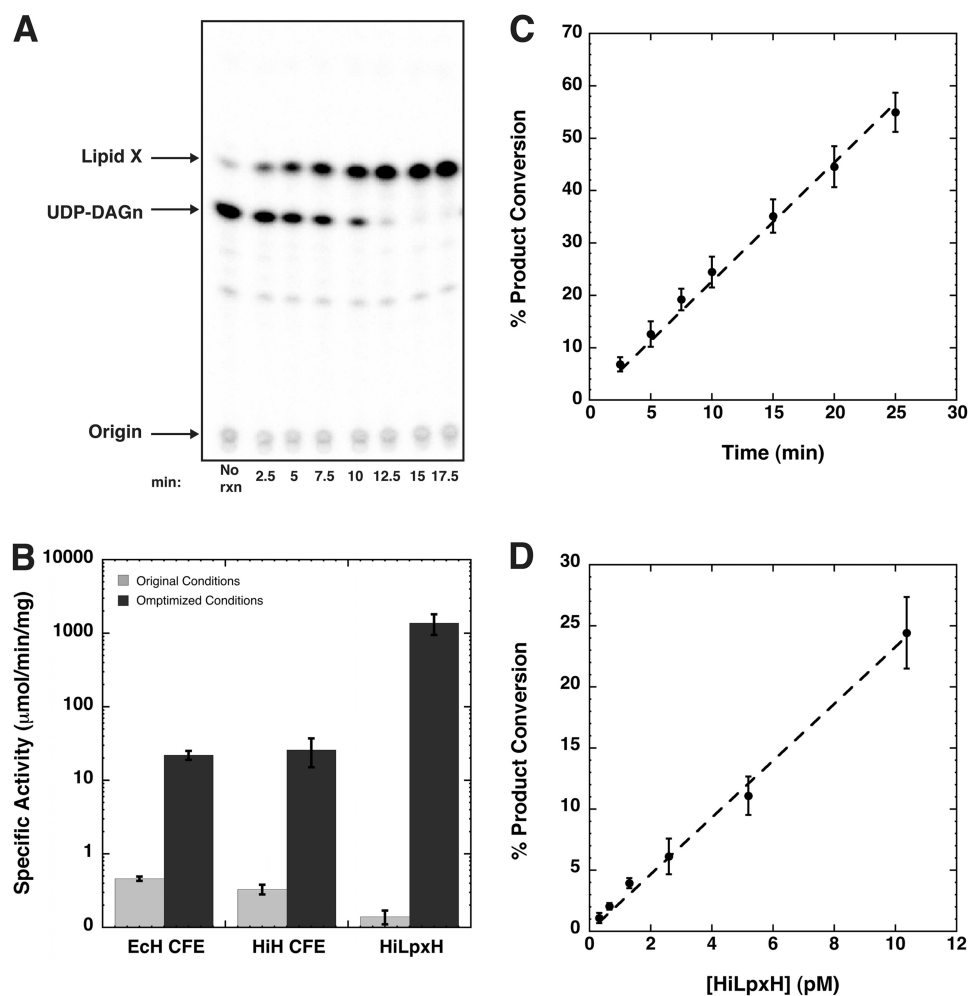 A
Lipid X
UDP-DAGn
Origin
min:
No rxn 2.5 5 7.5 10 12.5 15 17.5
B
Specific Activity (μmol/min/mg)
10000
1000
100
10
1
0
Original Conditions
Omptimized Conditions
EcH CFE HiH CFE HiLpxH
C
% Product Conversion
70
60
50
40
30
20
10
0
0 5 10 15 20 25 30
Time (min)
D
% Product Conversion
30
25
20
15
10
5
0
0 2 4 6 8 10 12
[HiLpxH] (pM)